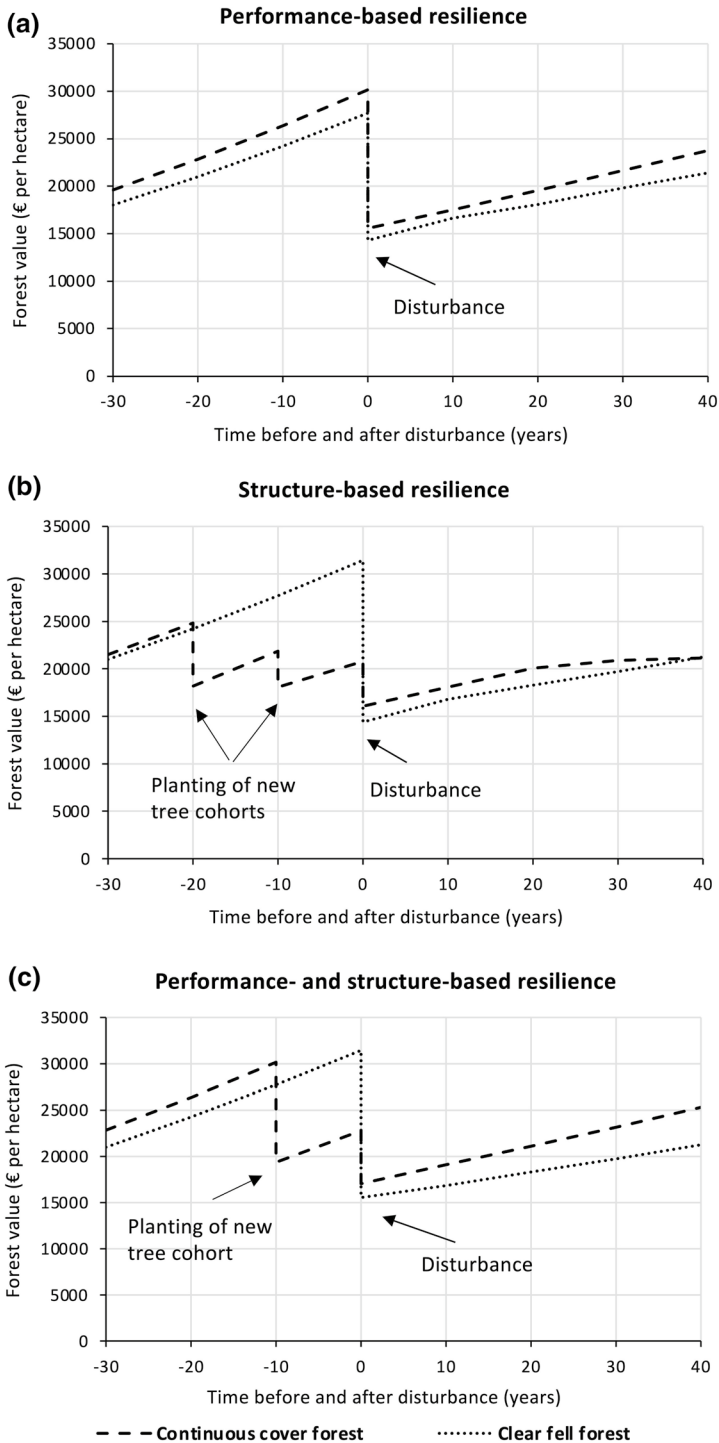 (a)
Performance-based resilience
35000
30000
25000
20000
15000
10000
5000
0
Forest value (€ per hectare)
Disturbance
-30 -20 -10 0 10 20 30 40
Time before and after disturbance (years)
(b)
Structure-based resilience
35000
30000
25000
20000
15000
10000
5000
0
Forest value (€ per hectare)
Planting of new
tree cohorts
Disturbance
-30 -20 -10 0 10 20 30 40
Time before and after disturbance (years)
(c)
Performance- and structure-based resilience
35000
30000
25000
20000
15000
10000
5000
0
Forest value (€ per hectare)
Planting of new
tree cohort
Disturbance
-30 -20 -10 0 10 20 30 40
Time before and after disturbance (years)
Continuous cover forest Clear fell forest